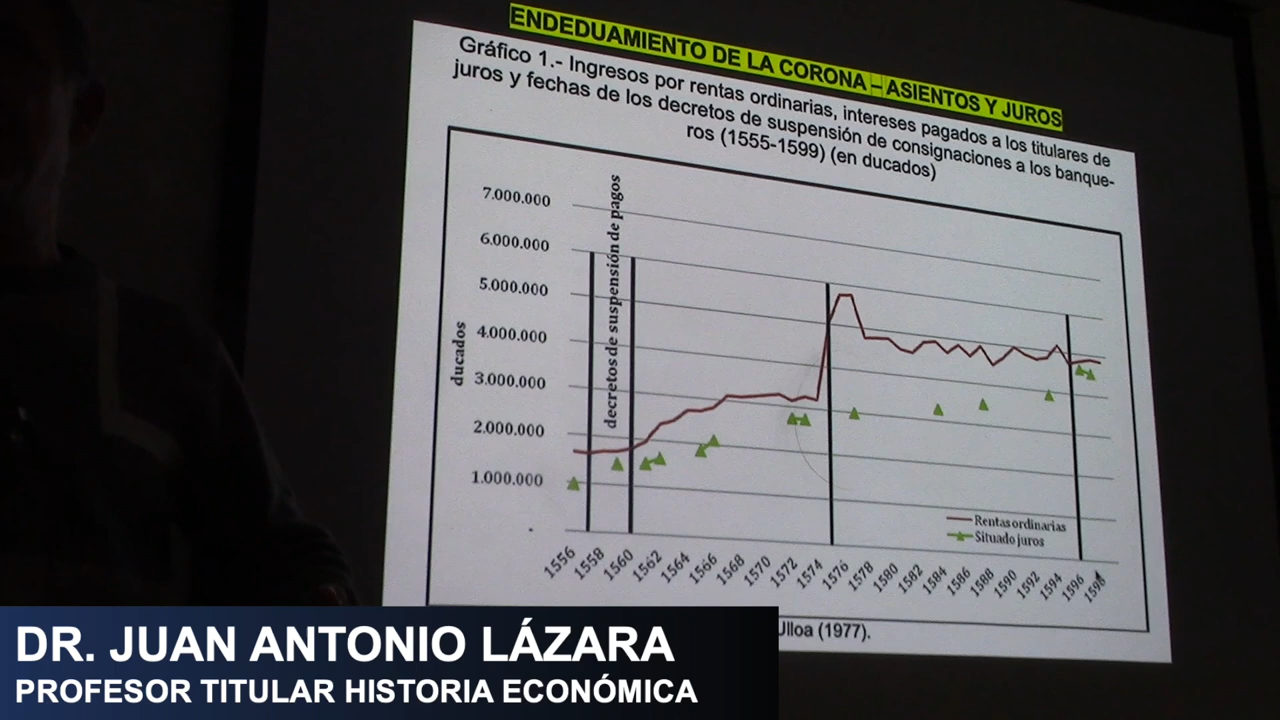 ENDEDUAMIENTO DE LA CORONA – ASIENTOS Y JUROS
Gráfico 1.- Ingresos por rentas ordinarias, intereses pagados a los titulares de
juros y fechas de los decretos de suspensión de consignaciones a los banque-
ros (1555-1599) (en ducados)
7.000.000
6.000.000
5.000.000
4.000.000
3.000.000
2.000.000
1.000.000
-
ducados
decretos de suspensión de pagos
Rentas ordinarias
Situado juros
1556 1558 1560 1562 1564 1566 1568 1570 1572 1574 1576 1578 1580 1582 1584 1586 1588 1590 1592 1594 1596 1598
Ulloa (1977).
DR. JUAN ANTONIO LÁZARA
PROFESOR TITULAR HISTORIA ECONÓMICA